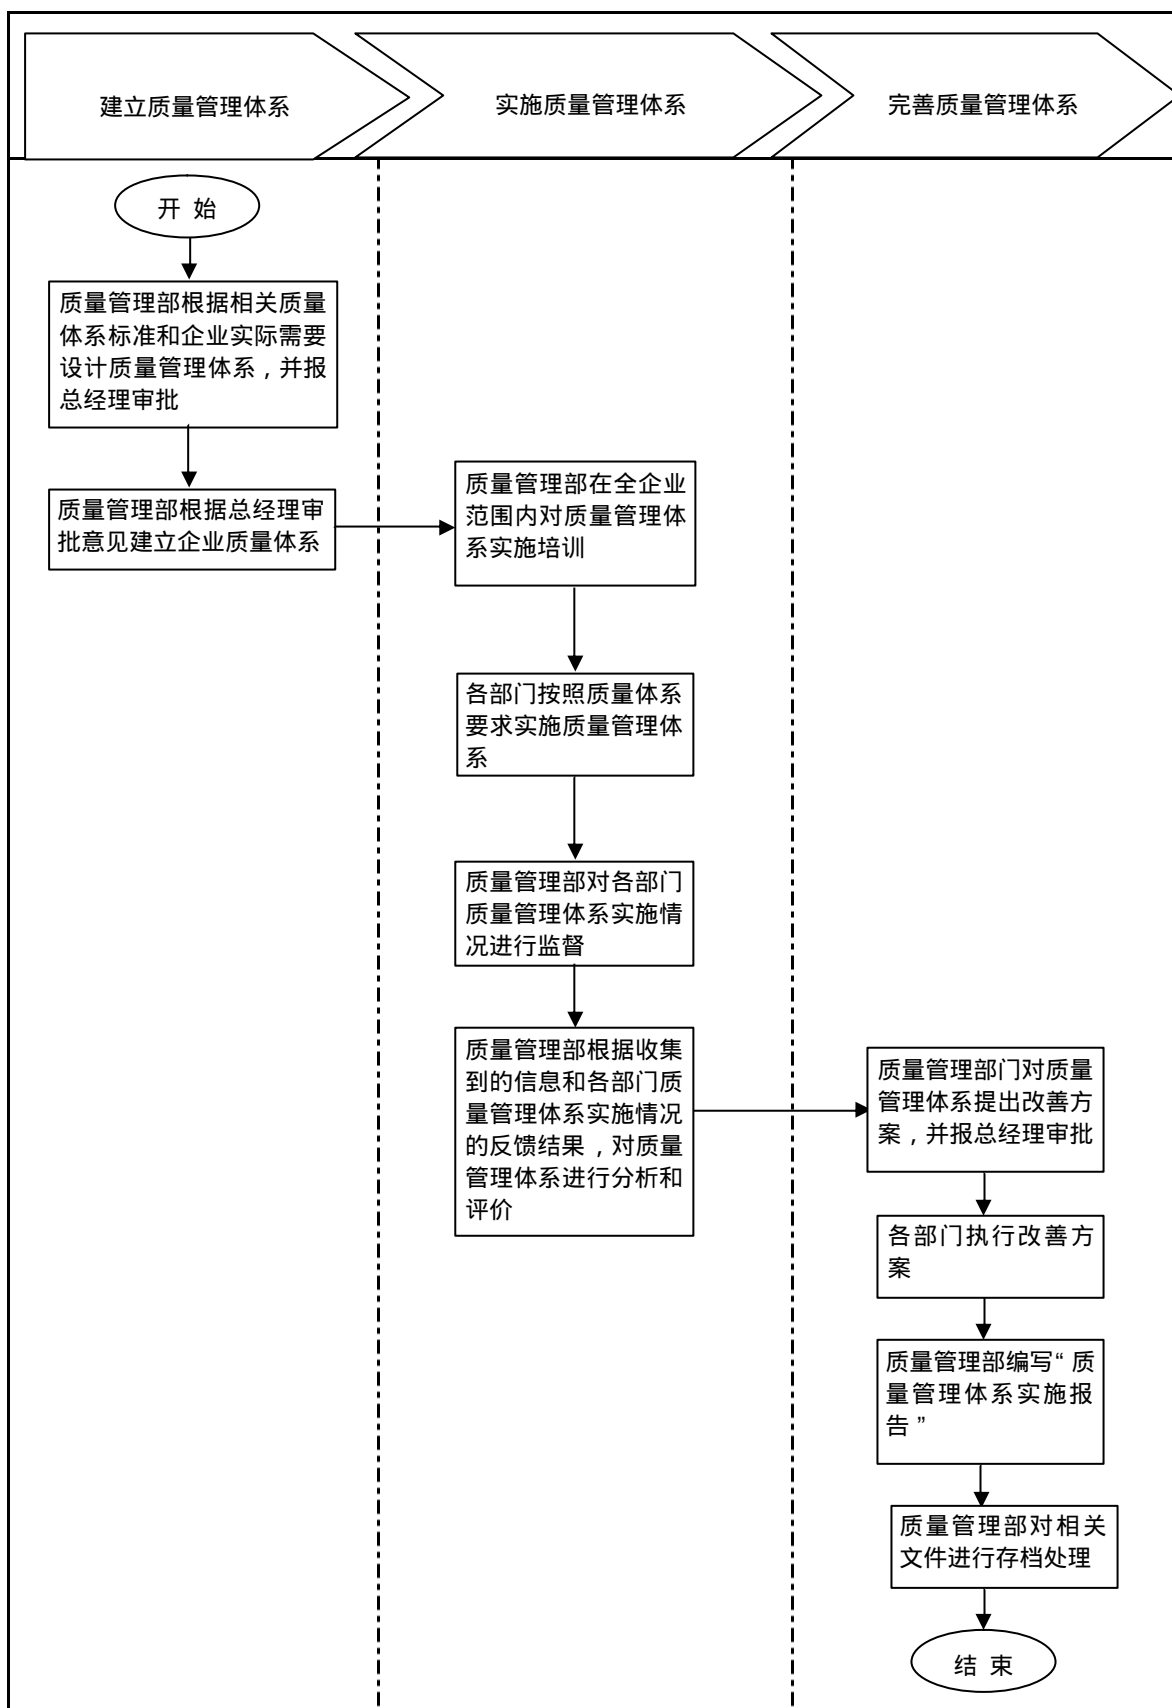 建立质量管理体系
实施质量管理体系
完善质量管理体系
开 始
质量管理部根据相关质量
体系标准和企业实际需要
设计质量管理体系，并报
总经理审批
质量管理部根据总经理审
批意见建立企业质量体系
质量管理部在全企业
范围内对质量管理体
系实施培训
各部门按照质量体系
要求实施质量管理体
系
质量管理部对各部门
质量管理体系实施情
况进行监督
质量管理部根据收集
到的信息和各部门质
量管理体系实施情况
的反馈结果，对质量
管理体系进行分析和
评价
质量管理部门对质量
管理体系提出改善方
案，并报总经理审批
各部门执行改善方
案
质量管理部编写“质
量管理体系实施报
告”
质量管理部对相关
文件进行存档处理
结 束